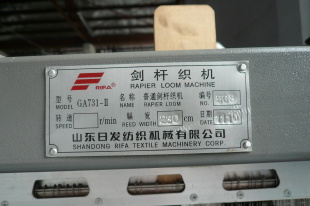 剑杆织机
RIFA RAPIER LOOM MACHINE
型号 GA731-II 名称 普通剑杆织机 编号
MODEL NAME RAPIER LOOM NO.
转速 r/min 幅宽 cm 日期
SPEED REED WIDTH DATE
山东日发纺织机械有限公司
SHANDONG RIFA TEXTILE MACHINERY CORP.